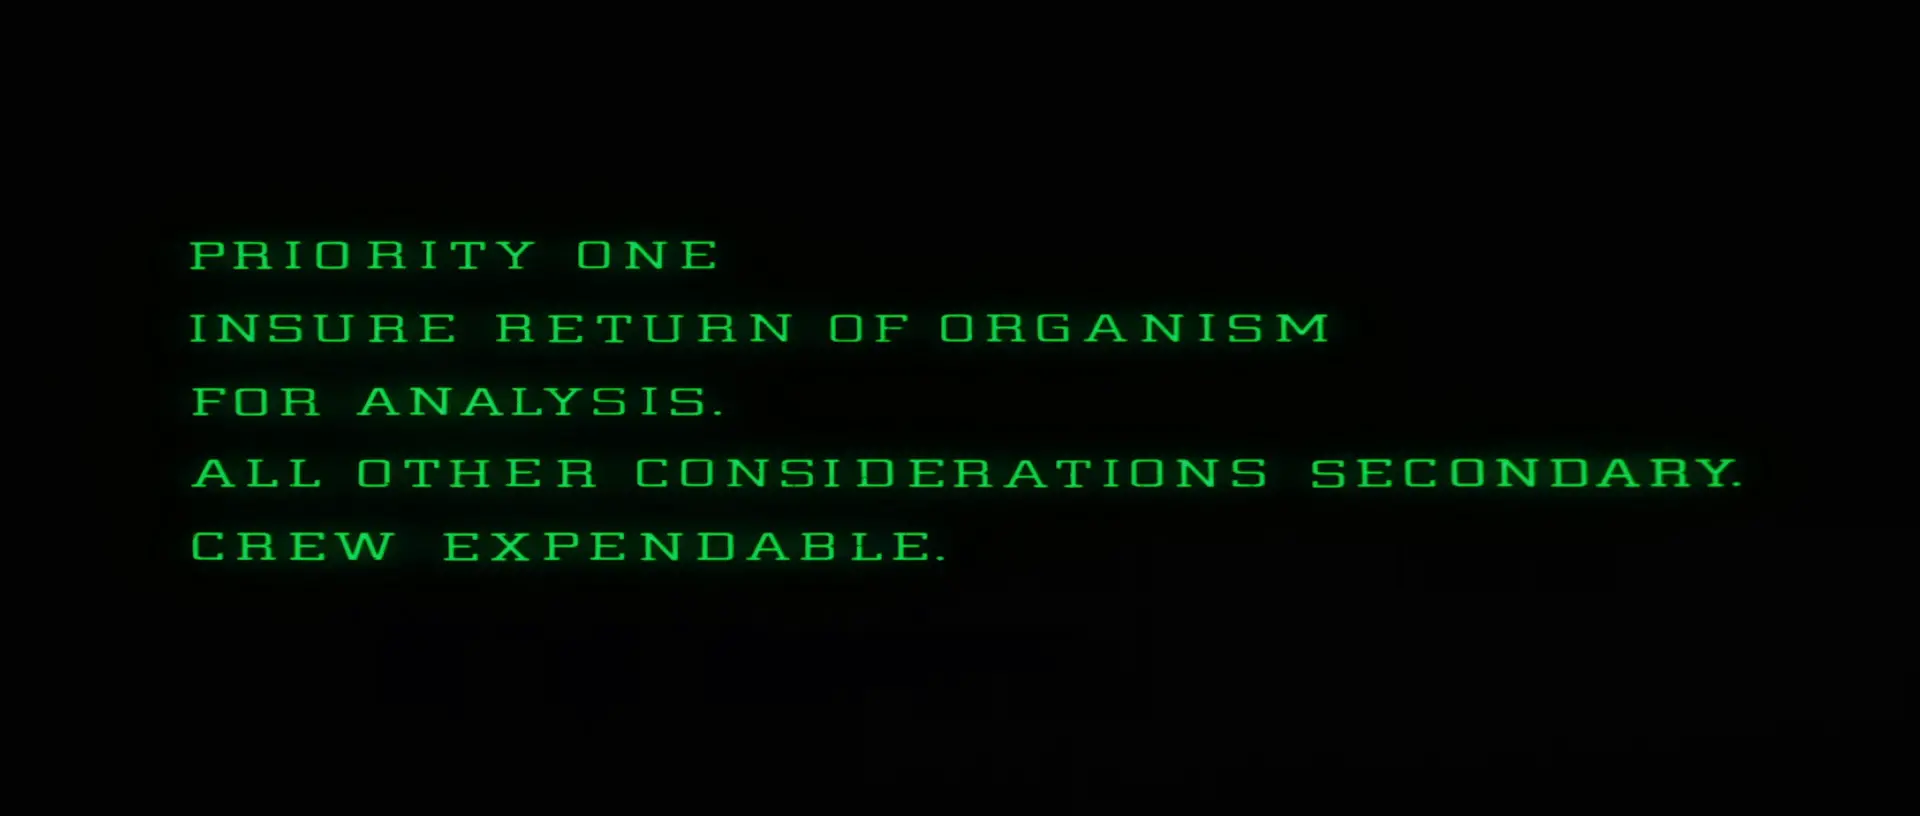 PRIORITY ONE
INSURE RETURN OF ORGANISM
FOR ANALYSIS.
ALL OTHER CONSIDERATIONS SECONDARY.
CREW EXPENDABLE.